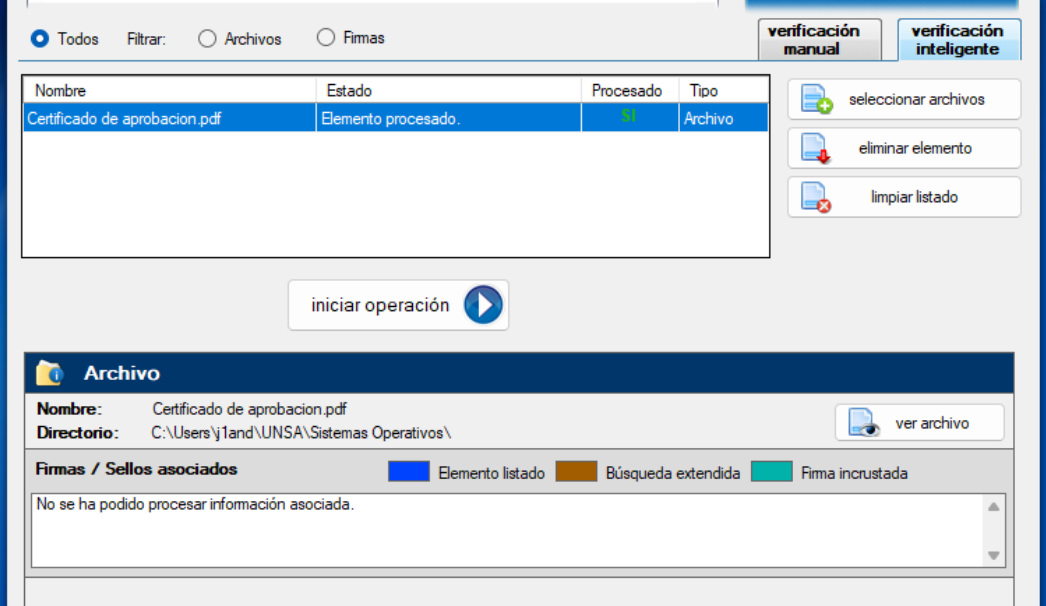 Todos Filtrar: Archivos Firmas
verificación manual
verificación inteligente
Nombre Estado Procesado Tipo
Certificado de aprobacion.pdf Elemento procesado. SI Archivo
seleccionar archivos
eliminar elemento
limpiar listado
iniciar operación
Archivo
Nombre: Certificado de aprobacion.pdf
Directorio: C:\Users\j1and\UNSA\Sistemas Operativos\
ver archivo
Firmas / Sellos asociados Elemento listado Búsqueda extendida Firma incrustada
No se ha podido procesar información asociada.